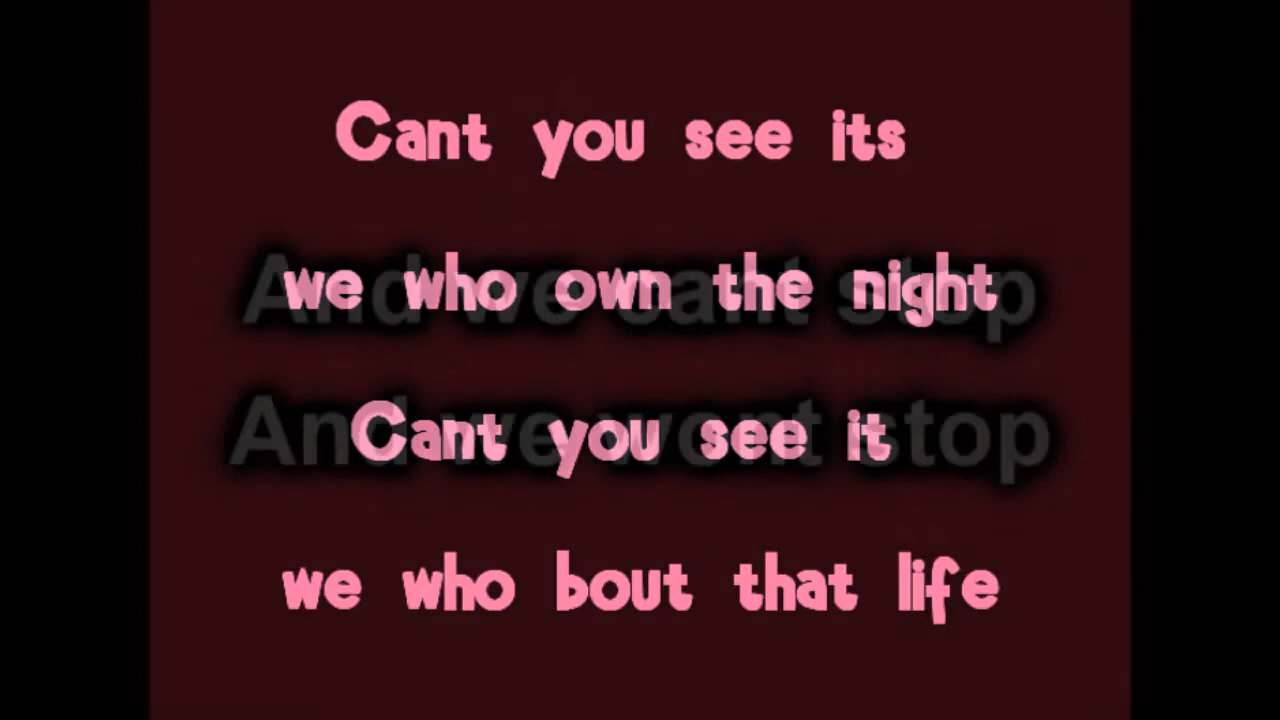 Cant you see its
we who own the night
And we cant stop
Cant you see it
And we wont stop
we who bout that life